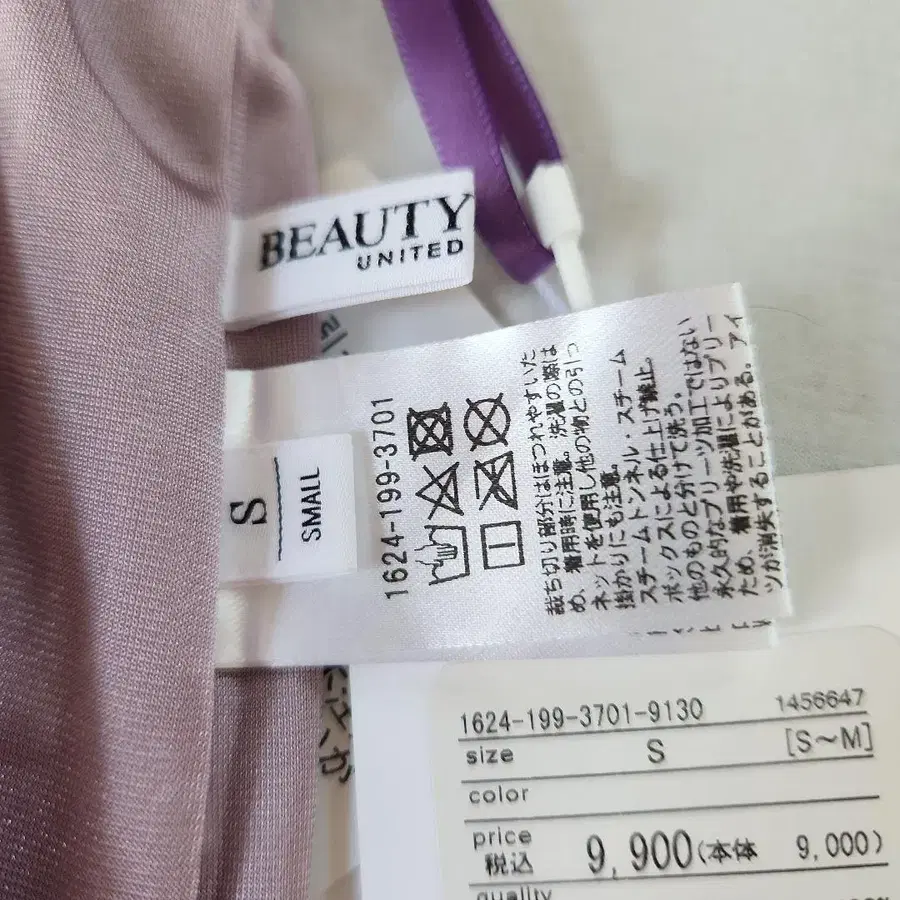 BEAUTY
UNITED
S
SMALL
1624-199-3701
裁ち切り部分はほつれやすいた
め、着用時に注意。洗濯の際は
ネットを使用し他の物との引っ
掛かりにも注意。
スチームトンネル・スチーム
ボックスによる仕上げ禁止。
他のものと分けて洗う。
永久的なプリーツ加工ではない
ため、着用や洗濯によりプリー
ツが消失することがある。アイ
1624-199-3701-9130 1456647
size S [S~M]
color
price
税込 9,900(本体 9,000)
quality